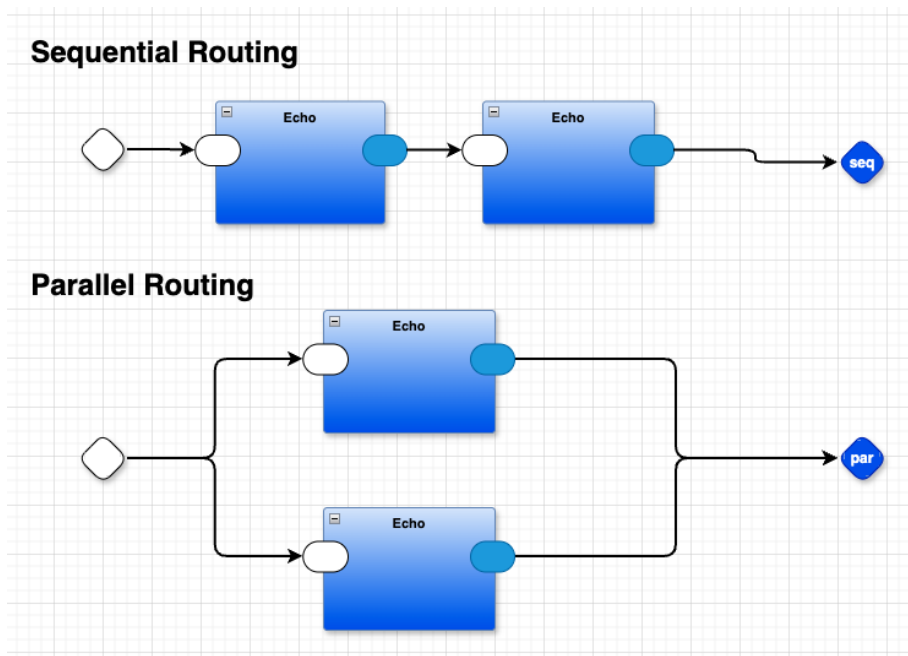 Sequential Routing
Echo
Echo
seq
Parallel Routing
Echo
par
Echo